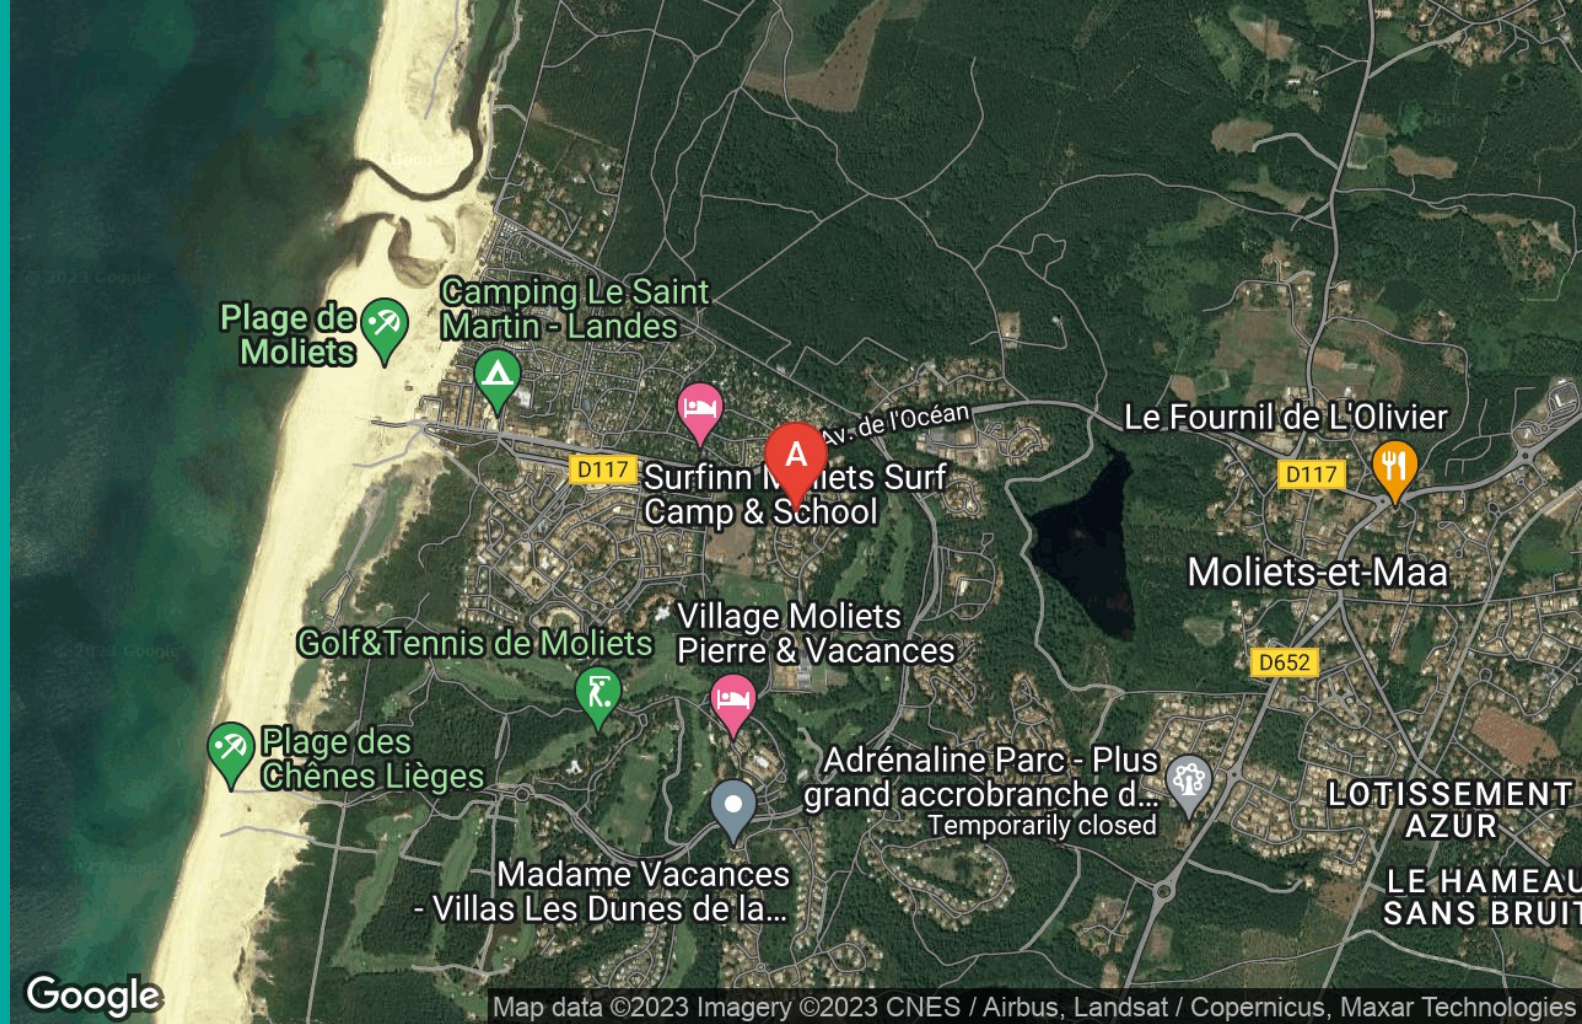 Camping Le Saint
Martin - Landes
Plage de
Moliets
Av. de l'Océan
Le Fournil de L'Olivier
D117
D117
A
Surfinn Moliets Surf
Camp & School
Moliets-et-Maa
Village Moliets
Pierre & Vacances
Golf&Tennis de Moliets
D652
Plage des
Chênes Lièges
Adrénaline Parc - Plus
grand accrobranche d...
Temporarily closed
LOTISSEMENT
AZUR
Madame Vacances
- Villas Les Dunes de la...
LE HAMEAU
SANS BRUIT
Google
Map data ©2023 Imagery ©2023 CNES / Airbus, Landsat / Copernicus, Maxar Technologies